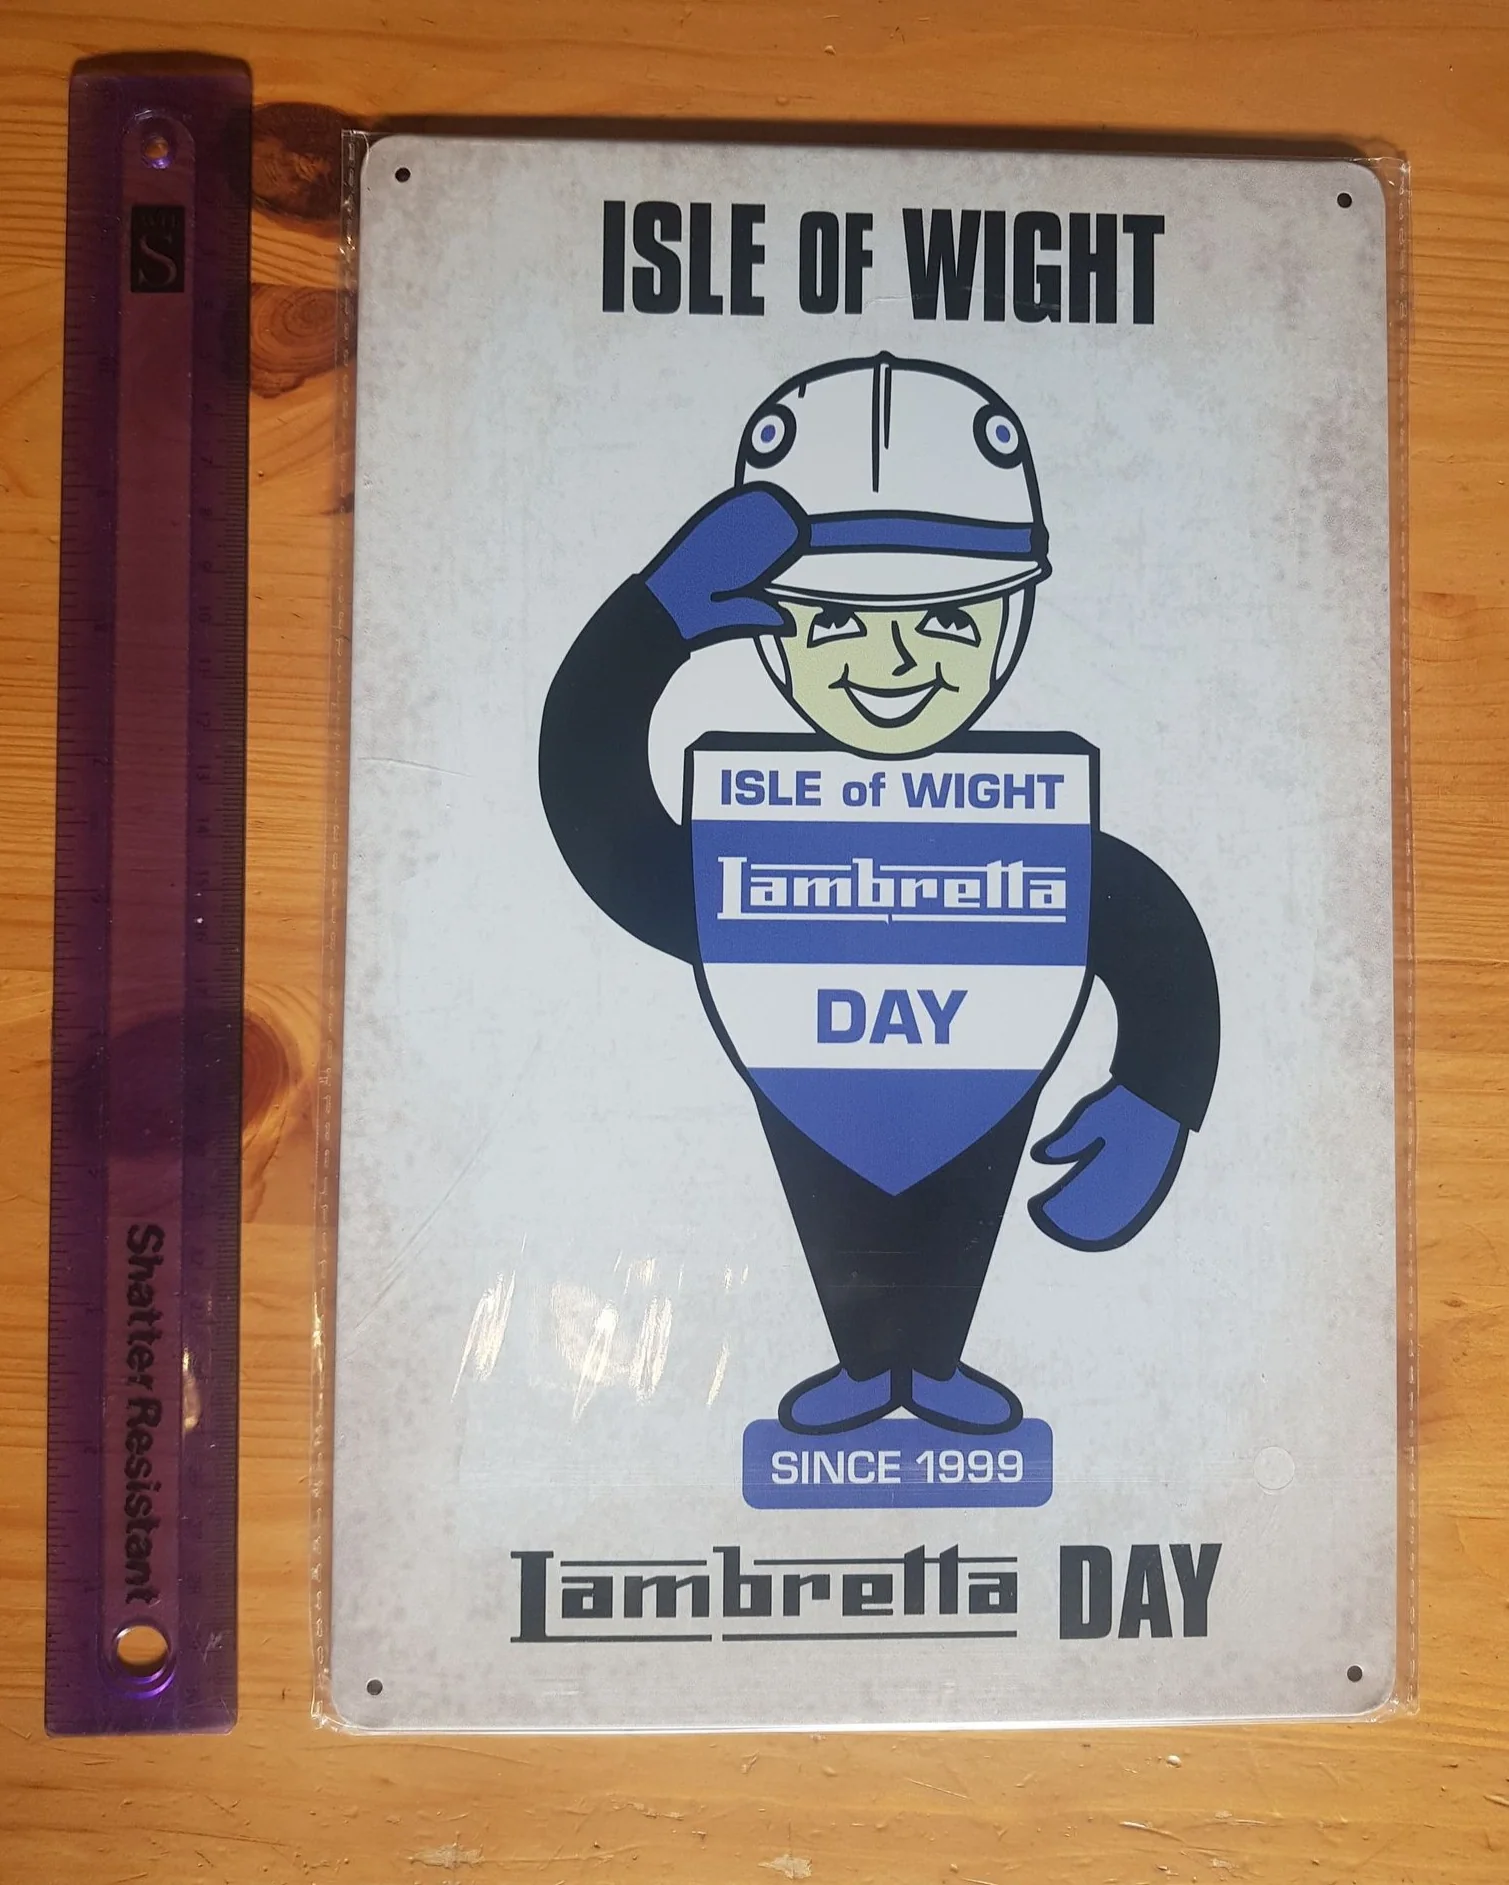 ISLE OF WIGHT
ISLE of WIGHT
Lambretta
DAY
SINCE 1999
Lambretta DAY
Shatter Resistant